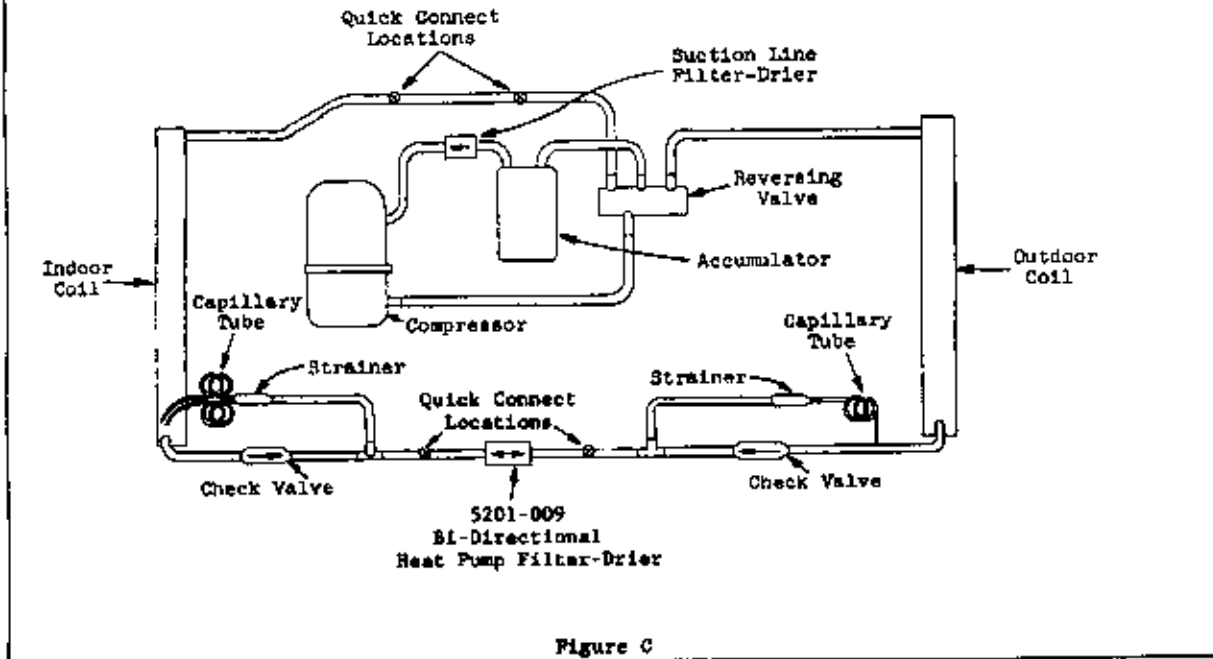 Quick Connect
Locations
Suction Line
Filter-Drier
Reversing
Valve
Accumulator
Indoor
Coil
Outdoor
Coil
Capillary
Tube
Compressor
Capillary
Tube
Strainer
Strainer
Quick Connect
Locations
Check Valve
Check Valve
5201-009
Bi-Directional
Heat Pump Filter-Drier
Figure C